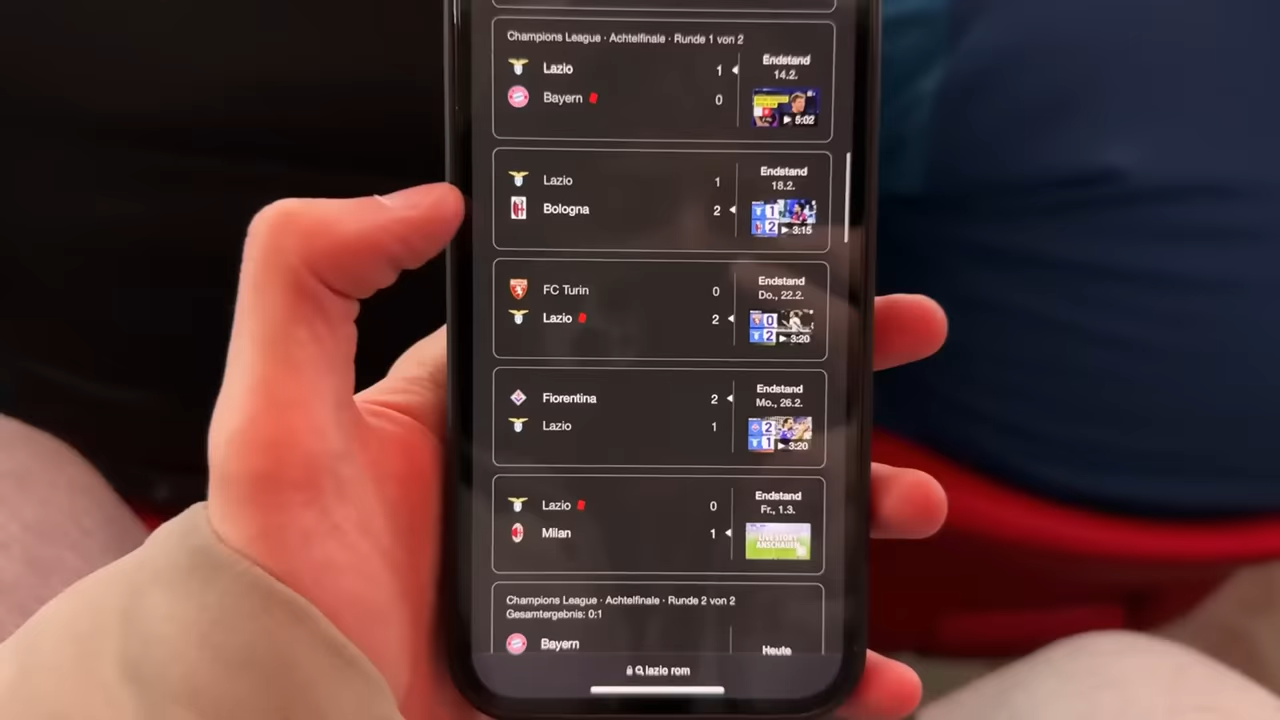 Champions League · Achtelfinale · Runde 1 von 2
Lazio 1 Endstand
14.2.
Bayern 0
5:02
Lazio 1 Endstand
18.2.
Bologna 2
1
2 3:15
FC Turin 0 Endstand
Do., 22.2.
Lazio 2
0
2 3:20
Fiorentina 2 Endstand
Mo., 26.2.
Lazio 1
2
1 3:20
Lazio 0 Endstand
Fr., 1.3.
Milan 1
LIVE STORY
ANSCHAUEN
Champions League · Achtelfinale · Runde 2 von 2
Gesamtergebnis: 0:1
Bayern
Heute
lazio rom